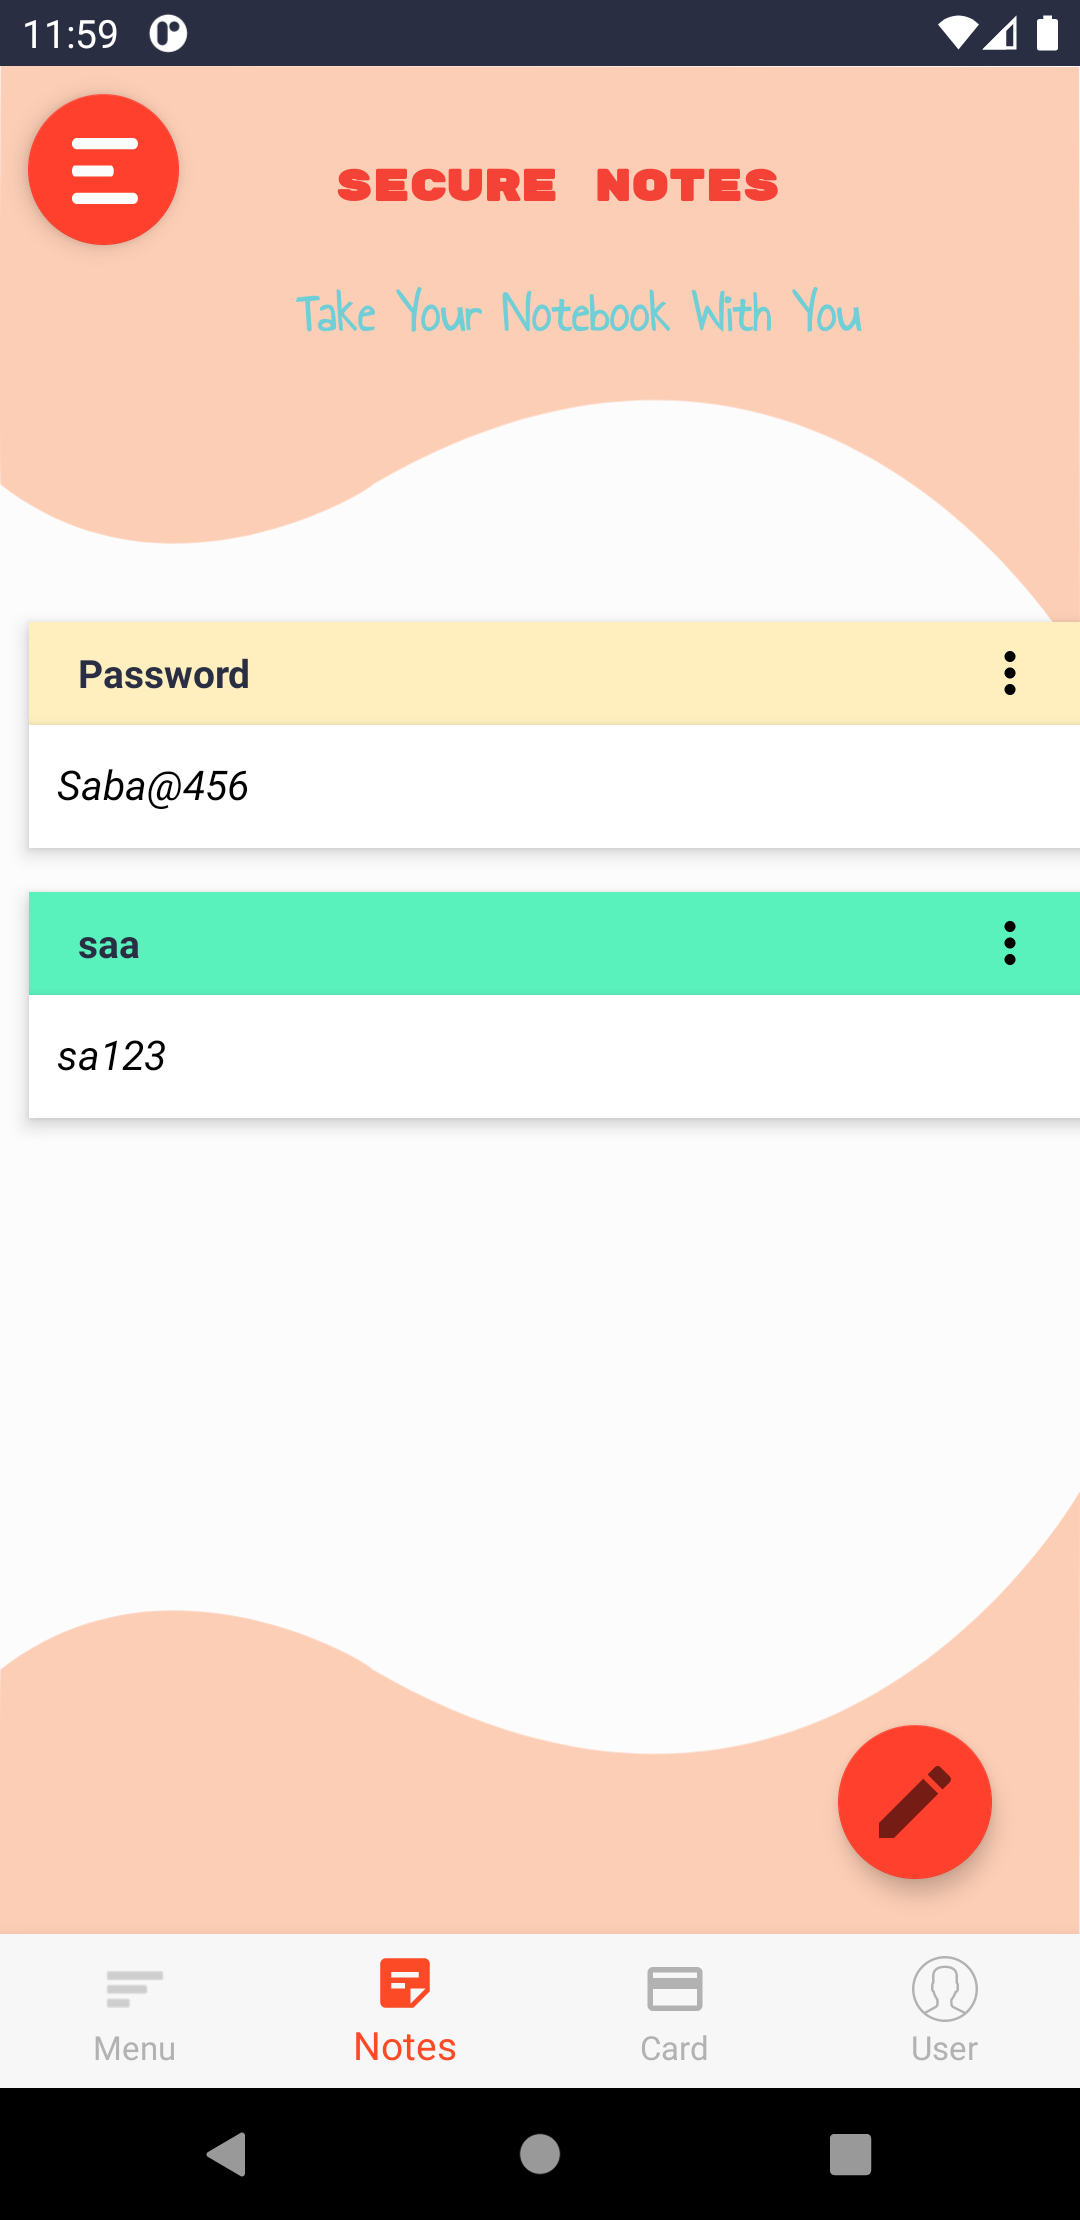 11:59
SECURE NOTES
Take Your Notebook With You
Password
Saba@456
saa
sa123
Menu
Notes
Card
User